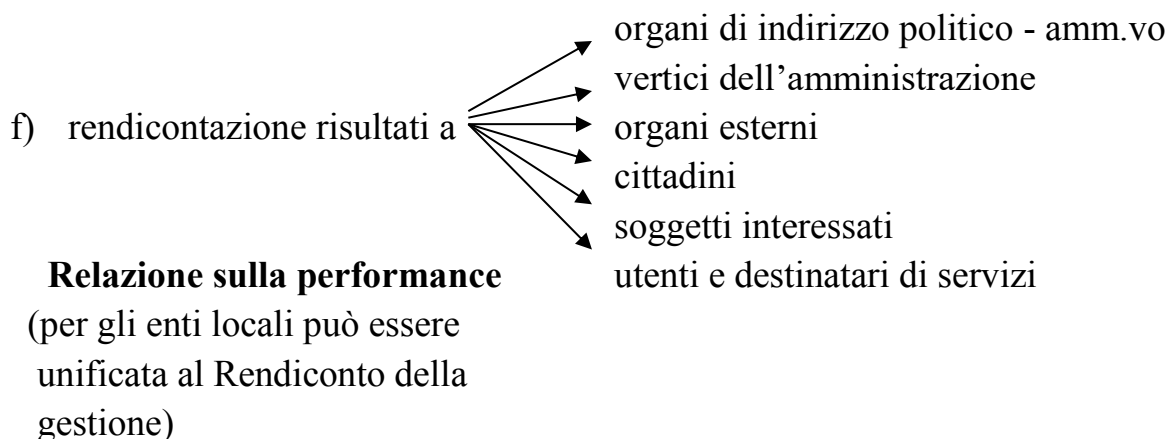 f) rendicontazione risultati a
organi di indirizzo politico - amm.vo
vertici dell’amministrazione
organi esterni
cittadini
soggetti interessati
utenti e destinatari di servizi
Relazione sulla performance
(per gli enti locali può essere
unificata al Rendiconto della
gestione)